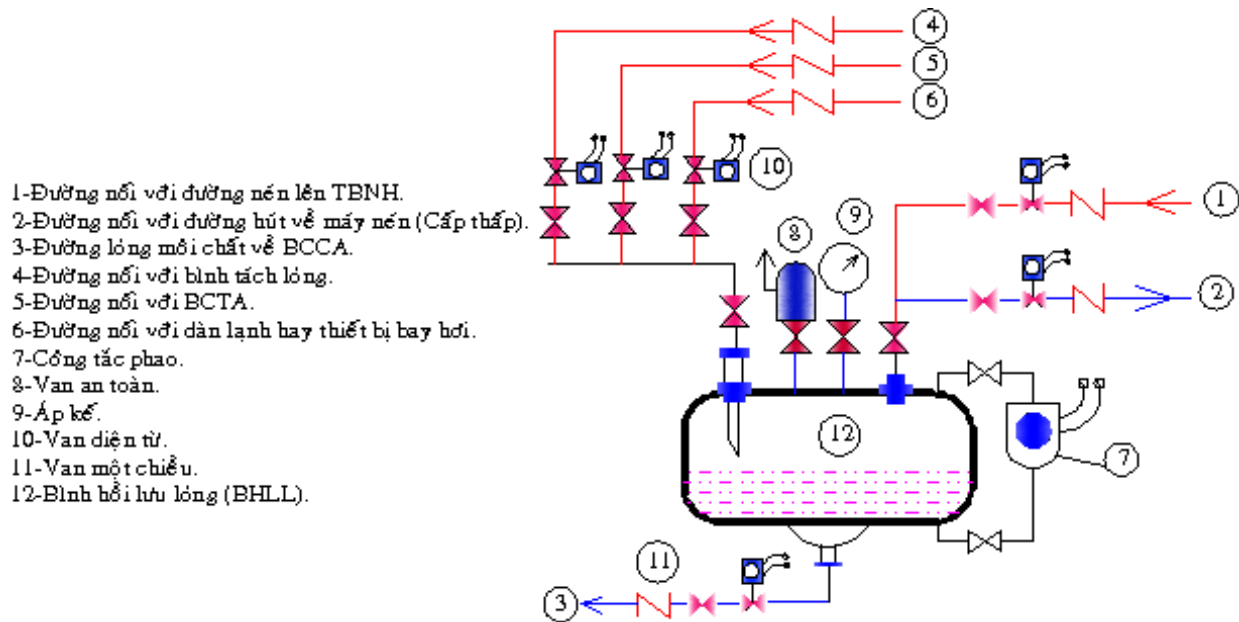 1-Đường nối với đường nén lên TBNH.
2-Đường nối với đường hút về máy nén (Cấp thấp).
3-Đường lỏng môi chất về BCCA.
4-Đường nối với bình tách lỏng.
5-Đường nối với BCTA.
6-Đường nối với dàn lạnh hay thiết bị bay hơi.
7-Công tắc phao.
8-Van an toàn.
9-Áp kế.
10-Van điện từ.
11-Van một chiều.
12-Bình hồi lưu lỏng (BHLL).
4
5
6
10
9
8
1
2
12
7
11
3